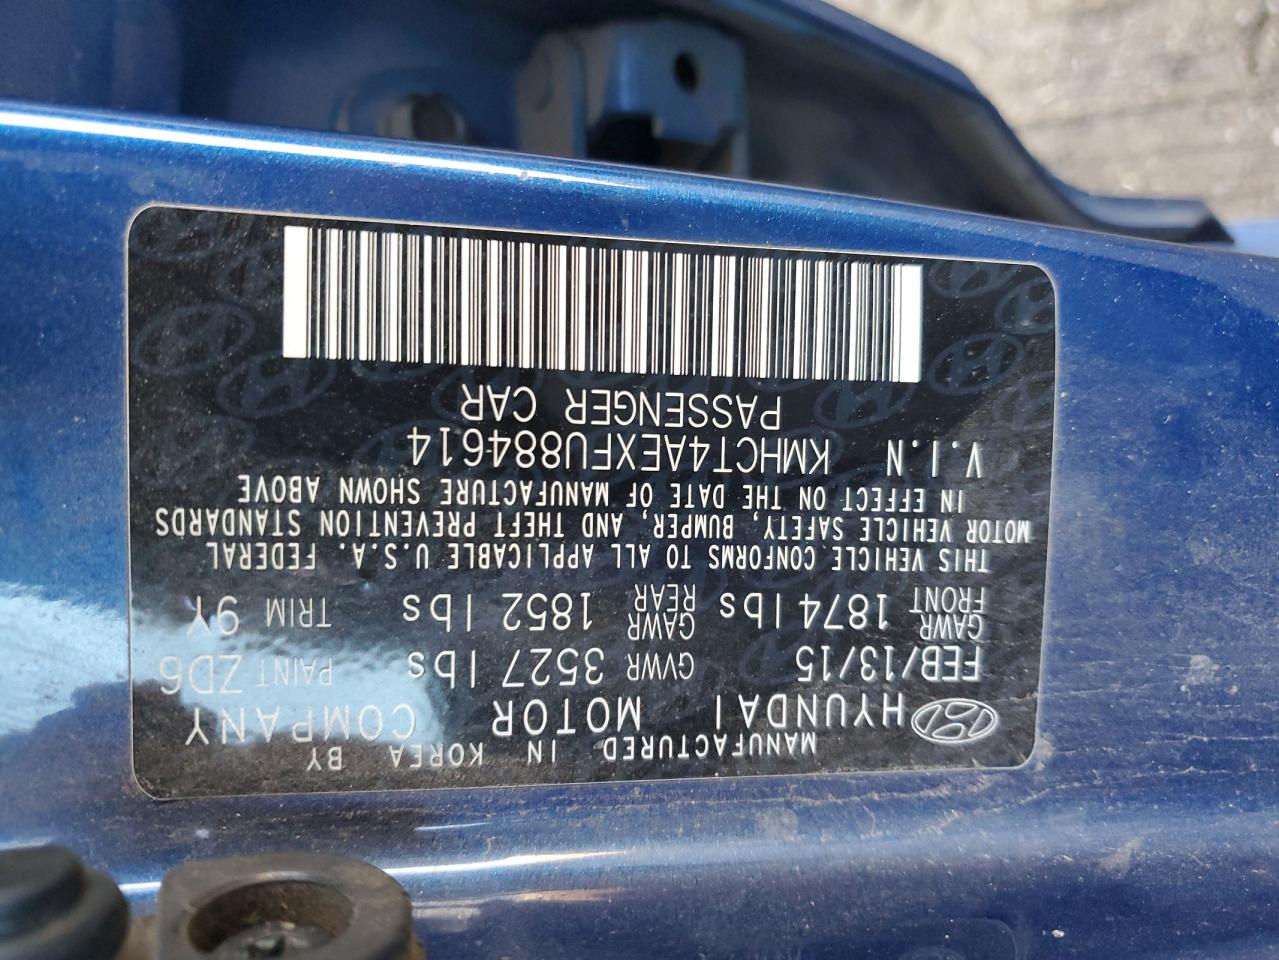 MANUFACTURED IN KOREA BY
HYUNDAI MOTOR COMPANY
FEB/13/15 GVWR 3527 lbs PAINT ZD6
GAWR FRONT 1874 lbs GAWR REAR 1852 lbs TRIM 9Y
THIS VEHICLE CONFORMS TO ALL APPLICABLE U.S.A. FEDERAL
MOTOR VEHICLE SAFETY, BUMPER, AND THEFT PREVENTION STANDARDS
IN EFFECT ON THE DATE OF MANUFACTURE SHOWN ABOVE
V.I.N KMHCT4AEXFU884614
PASSENGER CAR